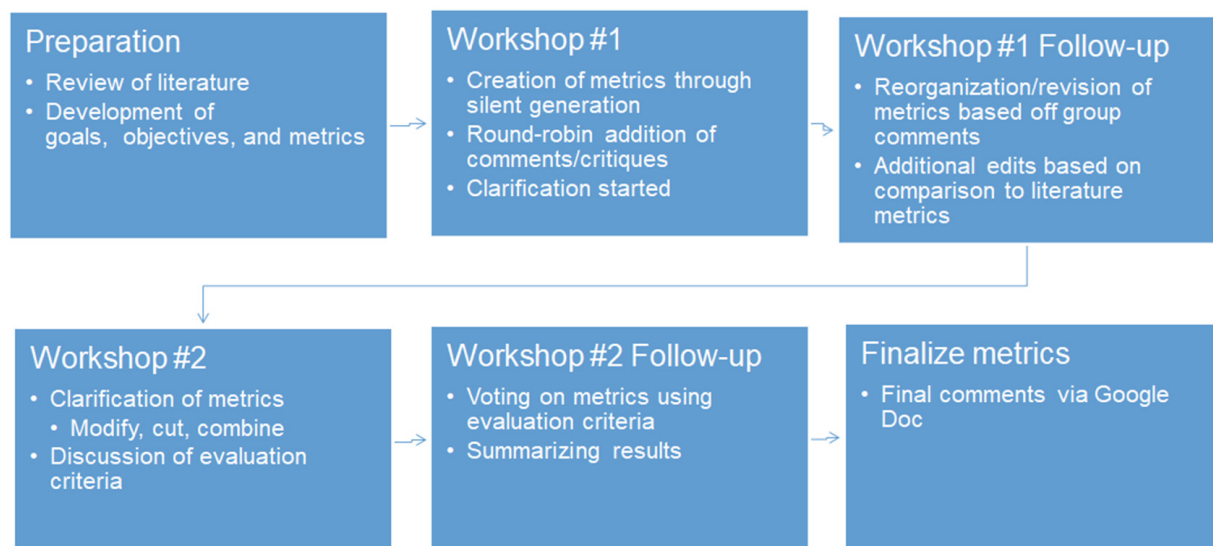 Preparation
• Review of literature
• Development of
goals, objectives, and metrics
Workshop #1
• Creation of metrics through
silent generation
• Round-robin addition of
comments/critiques
• Clarification started
Workshop #1 Follow-up
• Reorganization/revision of
metrics based off group
comments
• Additional edits based on
comparison to literature
metrics
Workshop #2
• Clarification of metrics
• Modify, cut, combine
• Discussion of evaluation
criteria
Workshop #2 Follow-up
• Voting on metrics using
evaluation criteria
• Summarizing results
Finalize metrics
• Final comments via Google
Doc